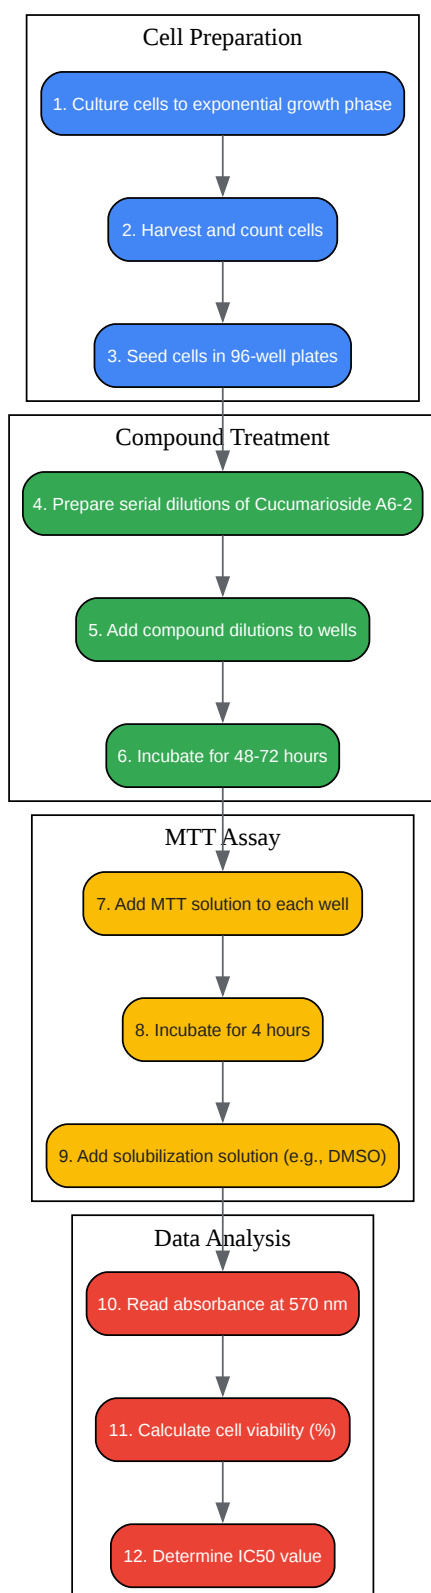 Cell Preparation
1. Culture cells to exponential growth phase
2. Harvest and count cells
3. Seed cells in 96-well plates
Compound Treatment
4. Prepare serial dilutions of Cucumarioside A6-2
5. Add compound dilutions to wells
6. Incubate for 48-72 hours
MTT Assay
7. Add MTT solution to each well
8. Incubate for 4 hours
9. Add solubilization solution (e.g., DMSO)
Data Analysis
10. Read absorbance at 570 nm
11. Calculate cell viability (%)
12. Determine IC50 value